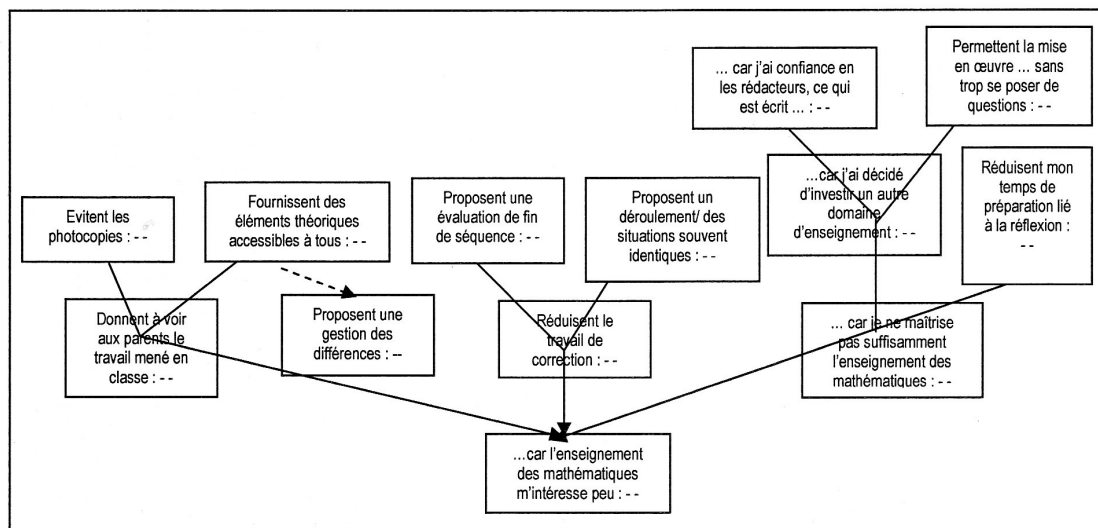 … car j'ai confiance en
les rédacteurs, ce qui
est écrit … : - -
Permettent la mise
en œuvre … sans
trop se poser de
questions : - -
Evitent les
photocopies : - -
Fournissent des
éléments théoriques
accessibles à tous : - -
Proposent une
évaluation de fin
de séquence : - -
Proposent un
déroulement/ des
situations souvent
identiques : - -
…car j'ai décidé
d'investir un autre
domaine
d'enseignement : - -
Réduisent mon
temps de
préparation lié
à la réflexion :
- -
Donnent à voir
aux parents le
travail mené en
classe : - -
Proposent une
gestion des
différences : --
Réduisent le
travail de
correction : - -
… car je ne maîtrise
pas suffisamment
l'enseignement des
mathématiques : - -
…car l'enseignement
des mathématiques
m'intéresse peu : - -